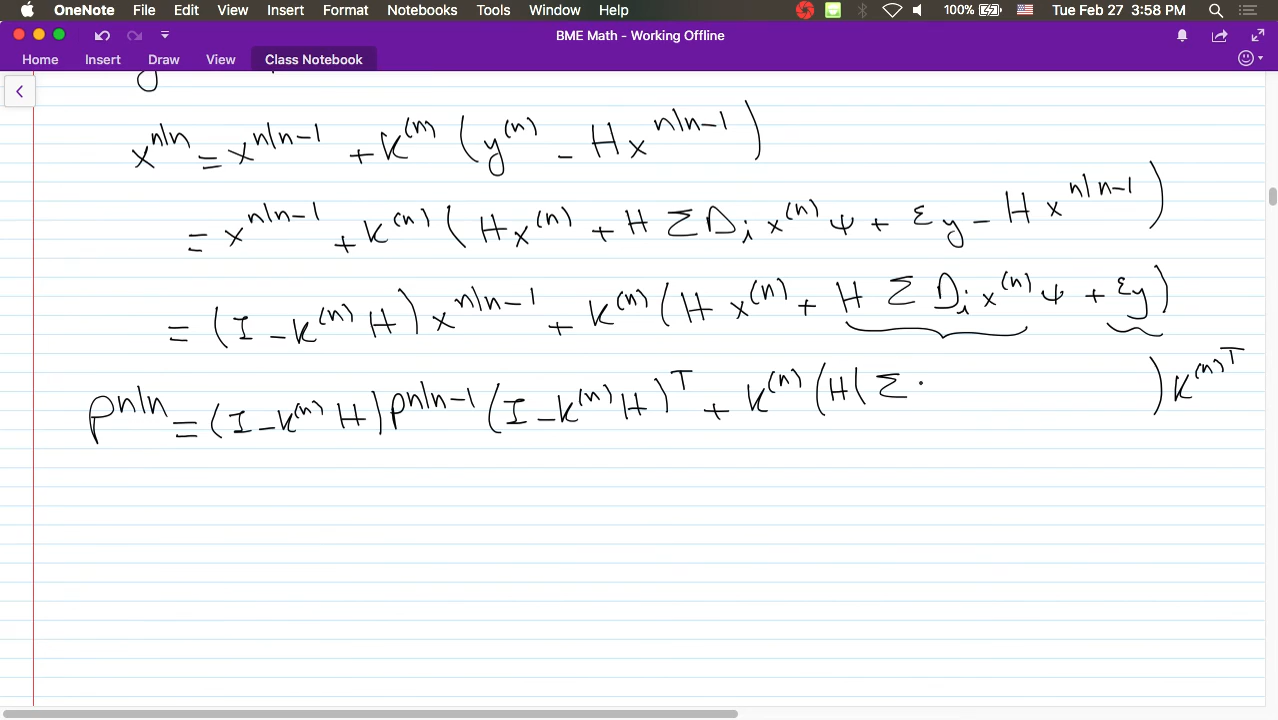 OneNote File Edit View Insert Format Notebooks Tools Window Help 100% Tue Feb 27 3:58 PM
BME Math - Working Offline
Home Insert Draw View Class Notebook
x^{n|n} = x^{n|n-1} + K^{(n)} (y^{(n)} - H x^{n|n-1})
= x^{n|n-1} + K^{(n)} (H x^{(n)} + H Σ D_i x^{(n)} ψ + ε_y - H x^{n|n-1})
= (I - K^{(n)} H) x^{n|n-1} + K^{(n)} (H x^{(n)} + H Σ D_i x^{(n)} ψ + ε_y)
P^{n|n} = (I - K^{(n)} H) P^{n|n-1} (I - K^{(n)} H)^T + K^{(n)} (H( Σ · ) K^{(n)T}